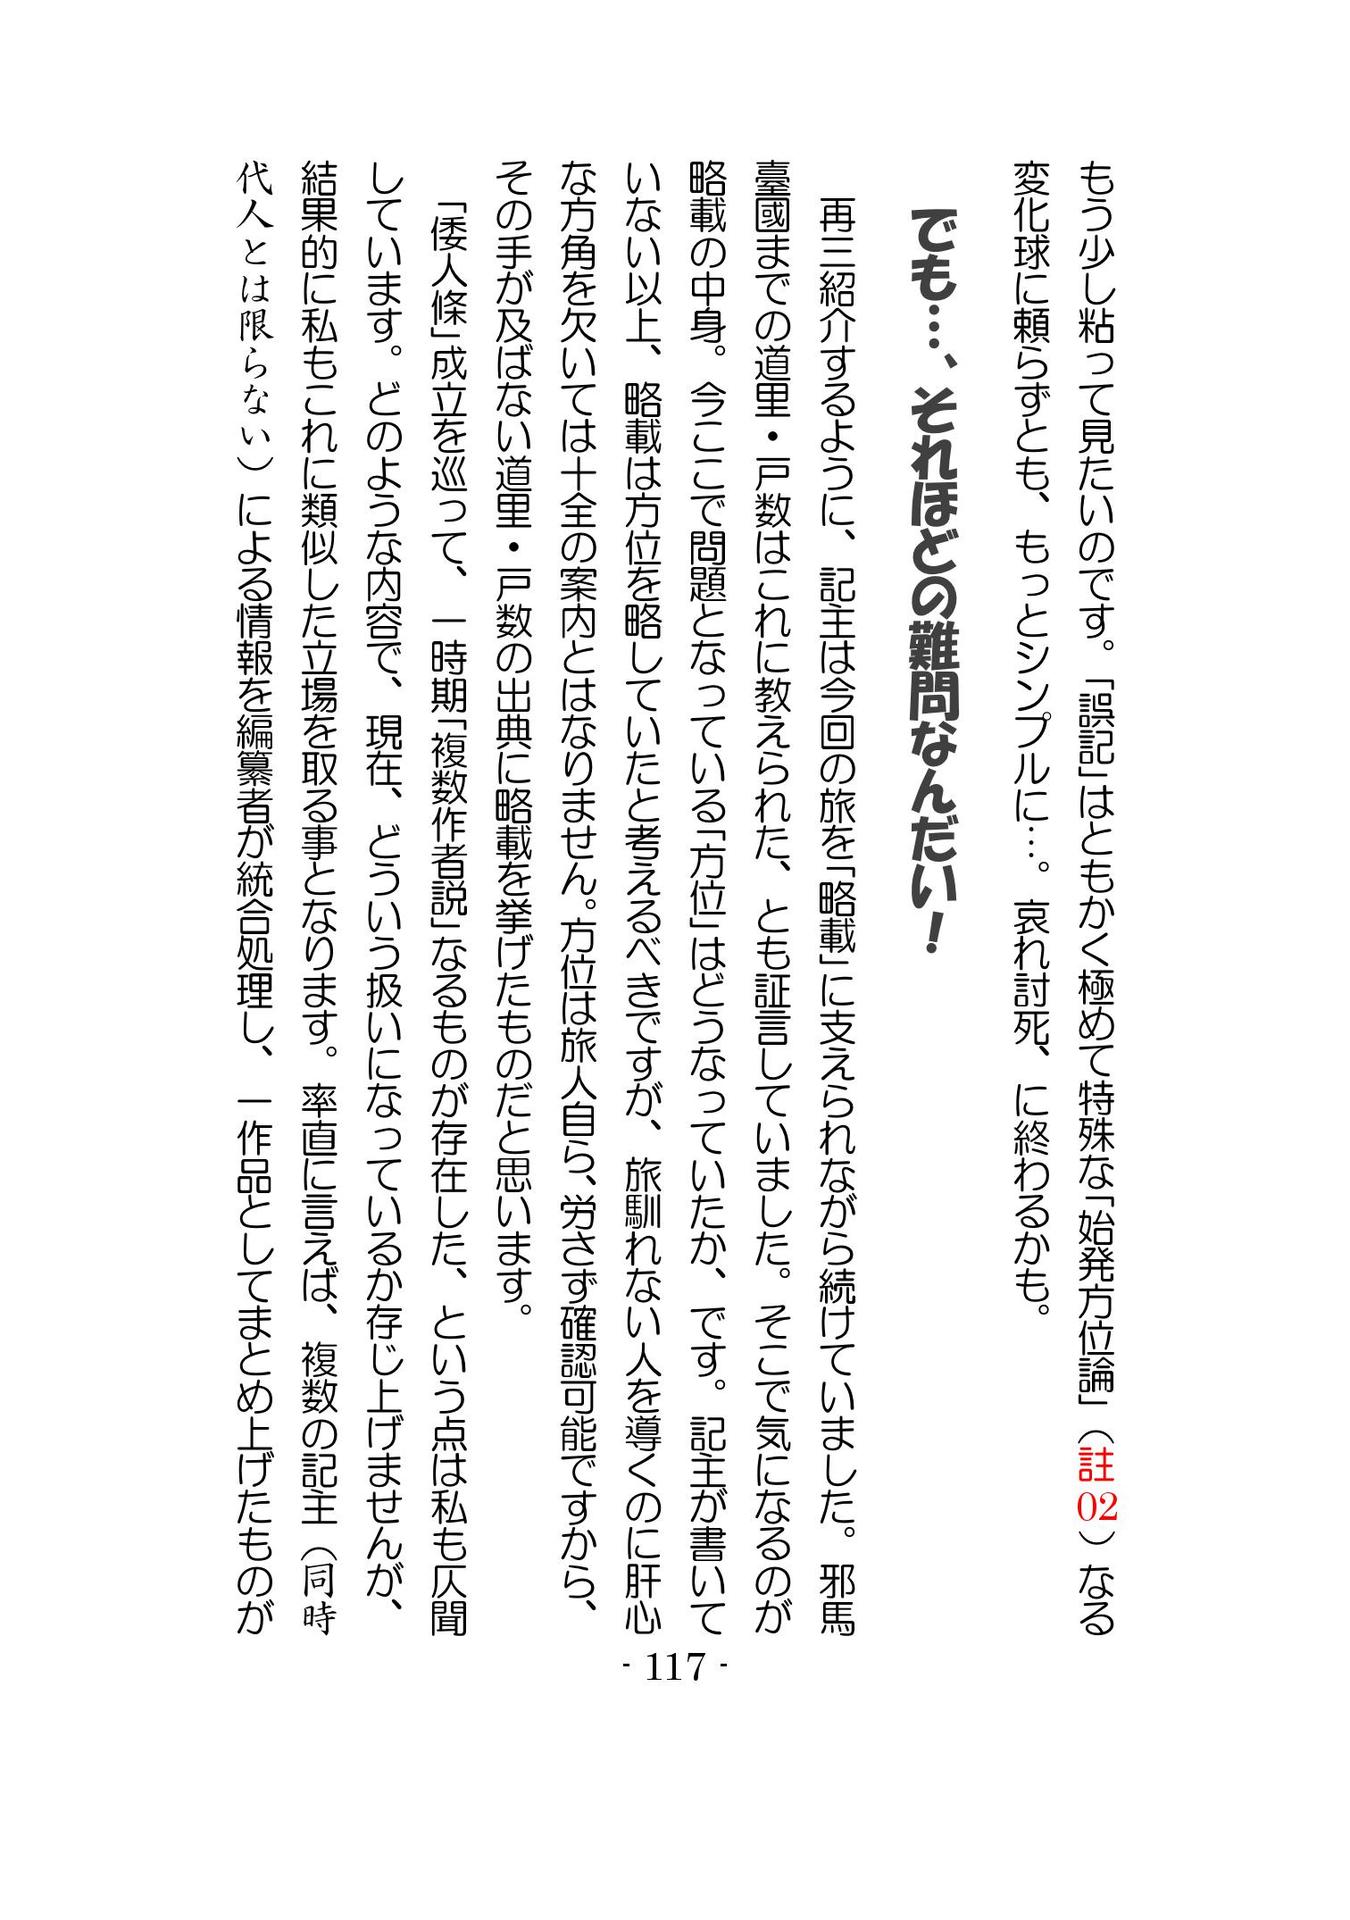 もう少し粘って見たいのです。「誤記」はともかく極めて特殊な「始発方位論」（註02）なる
変化球に頼らずとも、もっとシンプルに…。哀れ討死、に終わるかも。
でも…、それほどの難問なんだい！
再三紹介するように、記主は今回の旅を「略載」に支えられながら続けていました。邪馬
臺國までの道里・戸数はこれに教えられた、とも証言していました。そこで気になるのが
略載の中身。今ここで問題となっている「方位」はどうなっていたか、です。記主が書いて
いない以上、略載は方位を略していたと考えるべきですが、旅馴れない人を導くのに肝心
な方角を欠いては十全の案内とはなりません。方位は旅人自ら、労さず確認可能ですから、
その手が及ばない道里・戸数の出典に略載を挙げたものだと思います。
「倭人條」成立を巡って、一時期「複数作者説」なるものが存在した、という点は私も仄聞
しています。どのような内容で、現在、どういう扱いになっているか存じ上げませんが、
結果的に私もこれに類似した立場を取る事となります。率直に言えば、複数の記主（同時
代人とは限らない）による情報を編纂者が統合処理し、一作品としてまとめ上げたものが
- 117 -